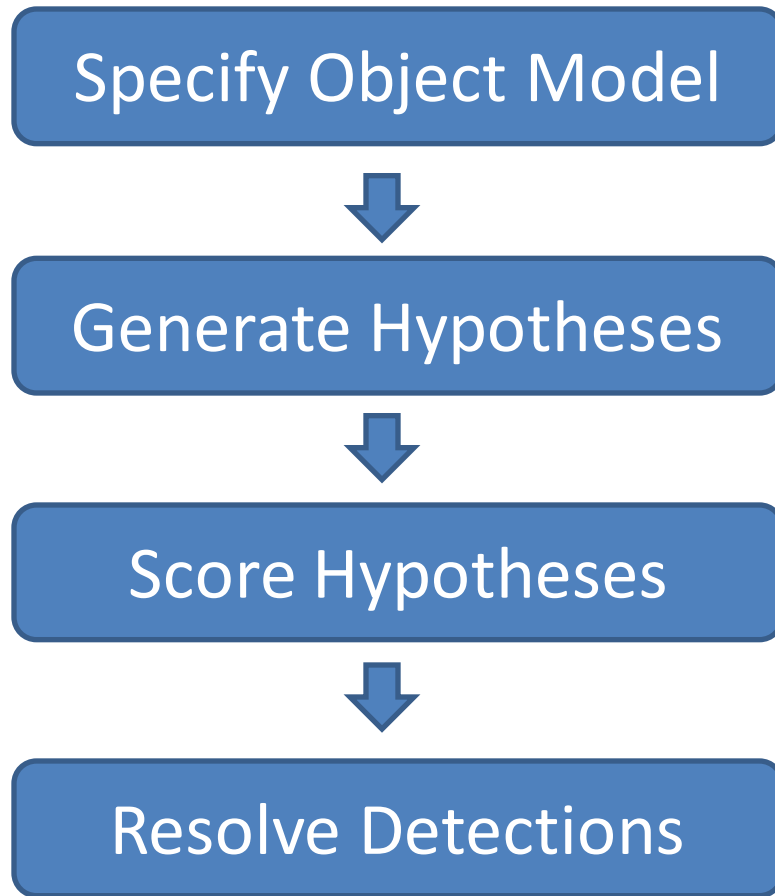 Specify Object Model
Generate Hypotheses
Score Hypotheses
Resolve Detections